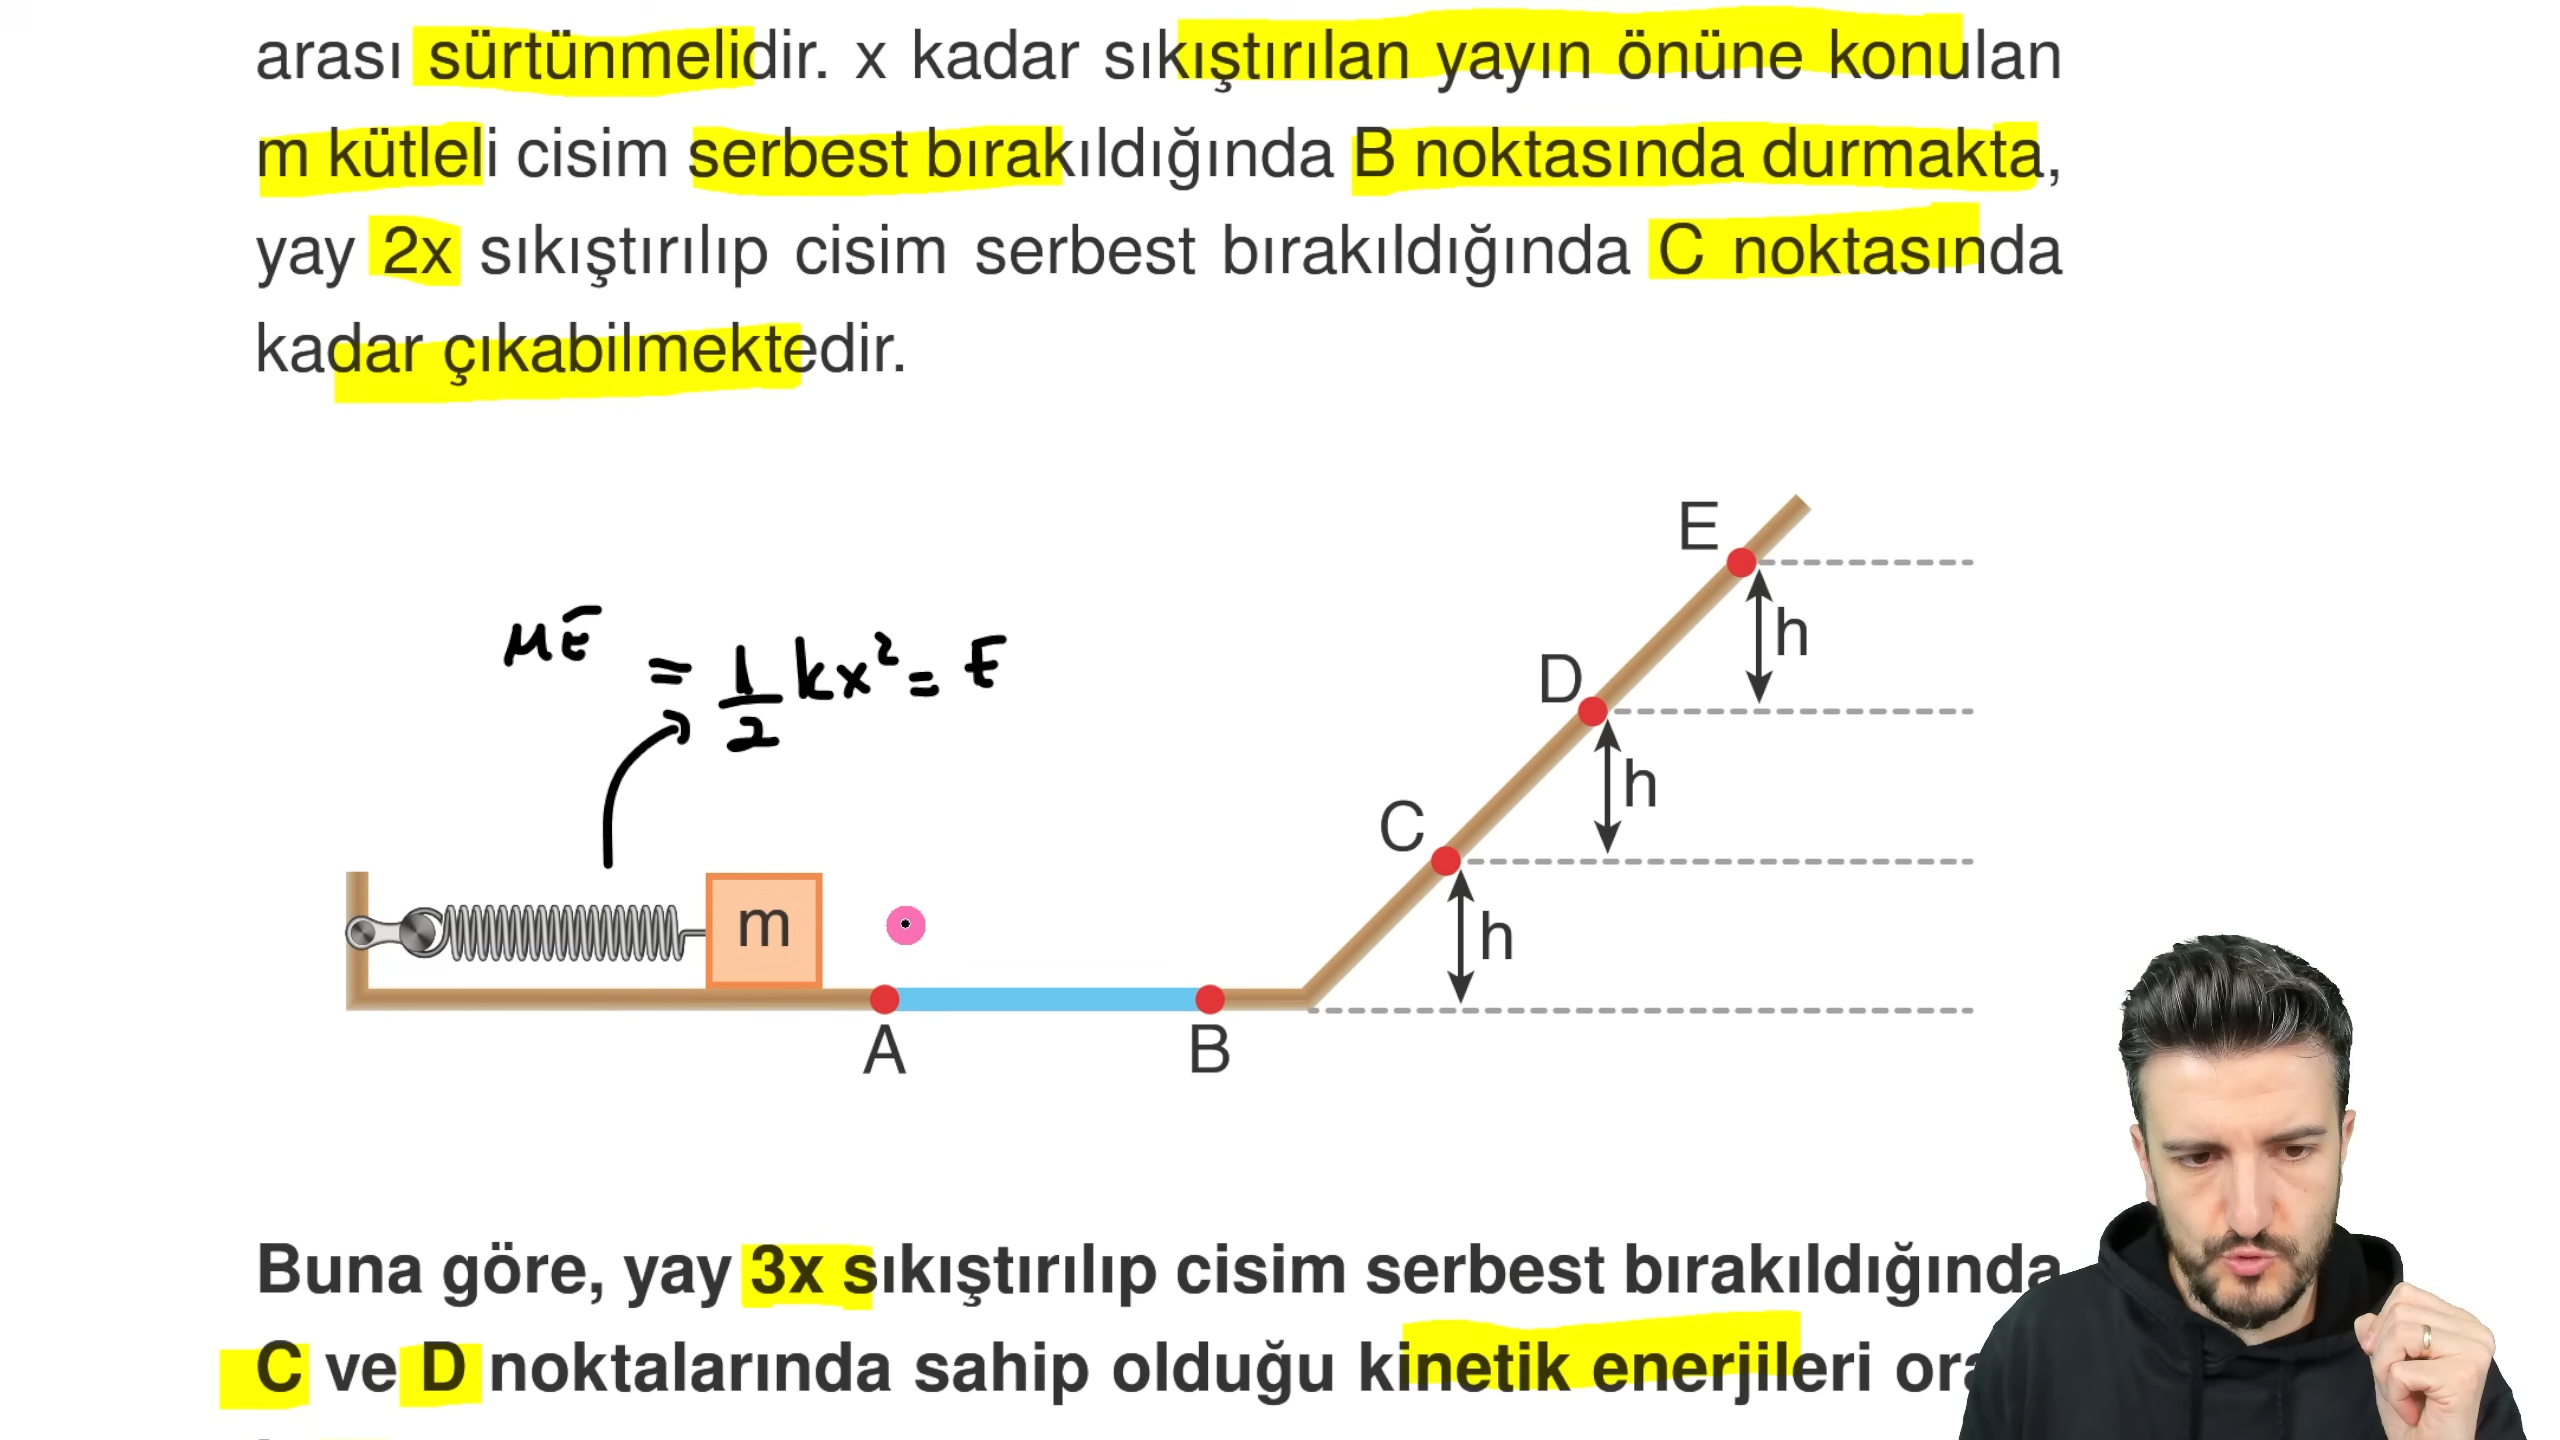 arası sürtünmelidir. x kadar sıkıştırılan yayın önüne konulan
m kütleli cisim serbest bırakıldığında B noktasında durmakta,
yay 2x sıkıştırılıp cisim serbest bırakıldığında C noktasında
kadar çıkabilmektedir.
E
h
ME = 1/2 kx² = E
D
h
C
m
h
A
B
Buna göre, yay 3x sıkıştırılıp cisim serbest bırakıldığında
C ve D noktalarında sahip olduğu kinetik enerjileri